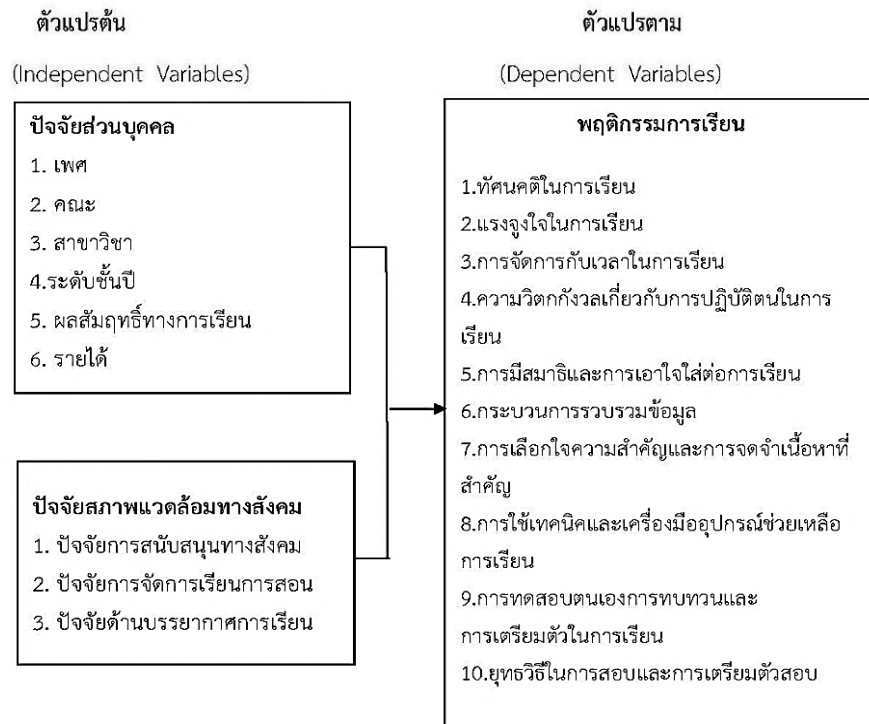 ตัวแปรต้น
(Independent Variables)
ปัจจัยส่วนบุคคล
1. เพศ
2. คณะ
3. สาขาวิชา
4.ระดับชั้นปี
5. ผลสัมฤทธิ์ทางการเรียน
6. รายได้
ปัจจัยสภาพแวดล้อมทางสังคม
1. ปัจจัยการสนับสนุนทางสังคม
2. ปัจจัยการจัดการเรียนการสอน
3. ปัจจัยด้านบรรยากาศการเรียน
ตัวแปรตาม
(Dependent Variables)
พฤติกรรมการเรียน
1.ทัศนคติในการเรียน
2.แรงจูงใจในการเรียน
3.การจัดการกับเวลาในการเรียน
4.ความวิตกกังวลเกี่ยวกับการปฏิบัติตนในการ
เรียน
5.การมีสมาธิและการเอาใจใส่ต่อการเรียน
6.กระบวนการรวบรวมข้อมูล
7.การเลือกใจความสำคัญและการจดจำเนื้อหาที่
สำคัญ
8.การใช้เทคนิคและเครื่องมืออุปกรณ์ช่วยเหลือ
การเรียน
9.การทดสอบตนเองการทบทวนและ
การเตรียมตัวในการเรียน
10.ยุทธวิธีในการสอบและการเตรียมตัวสอบ